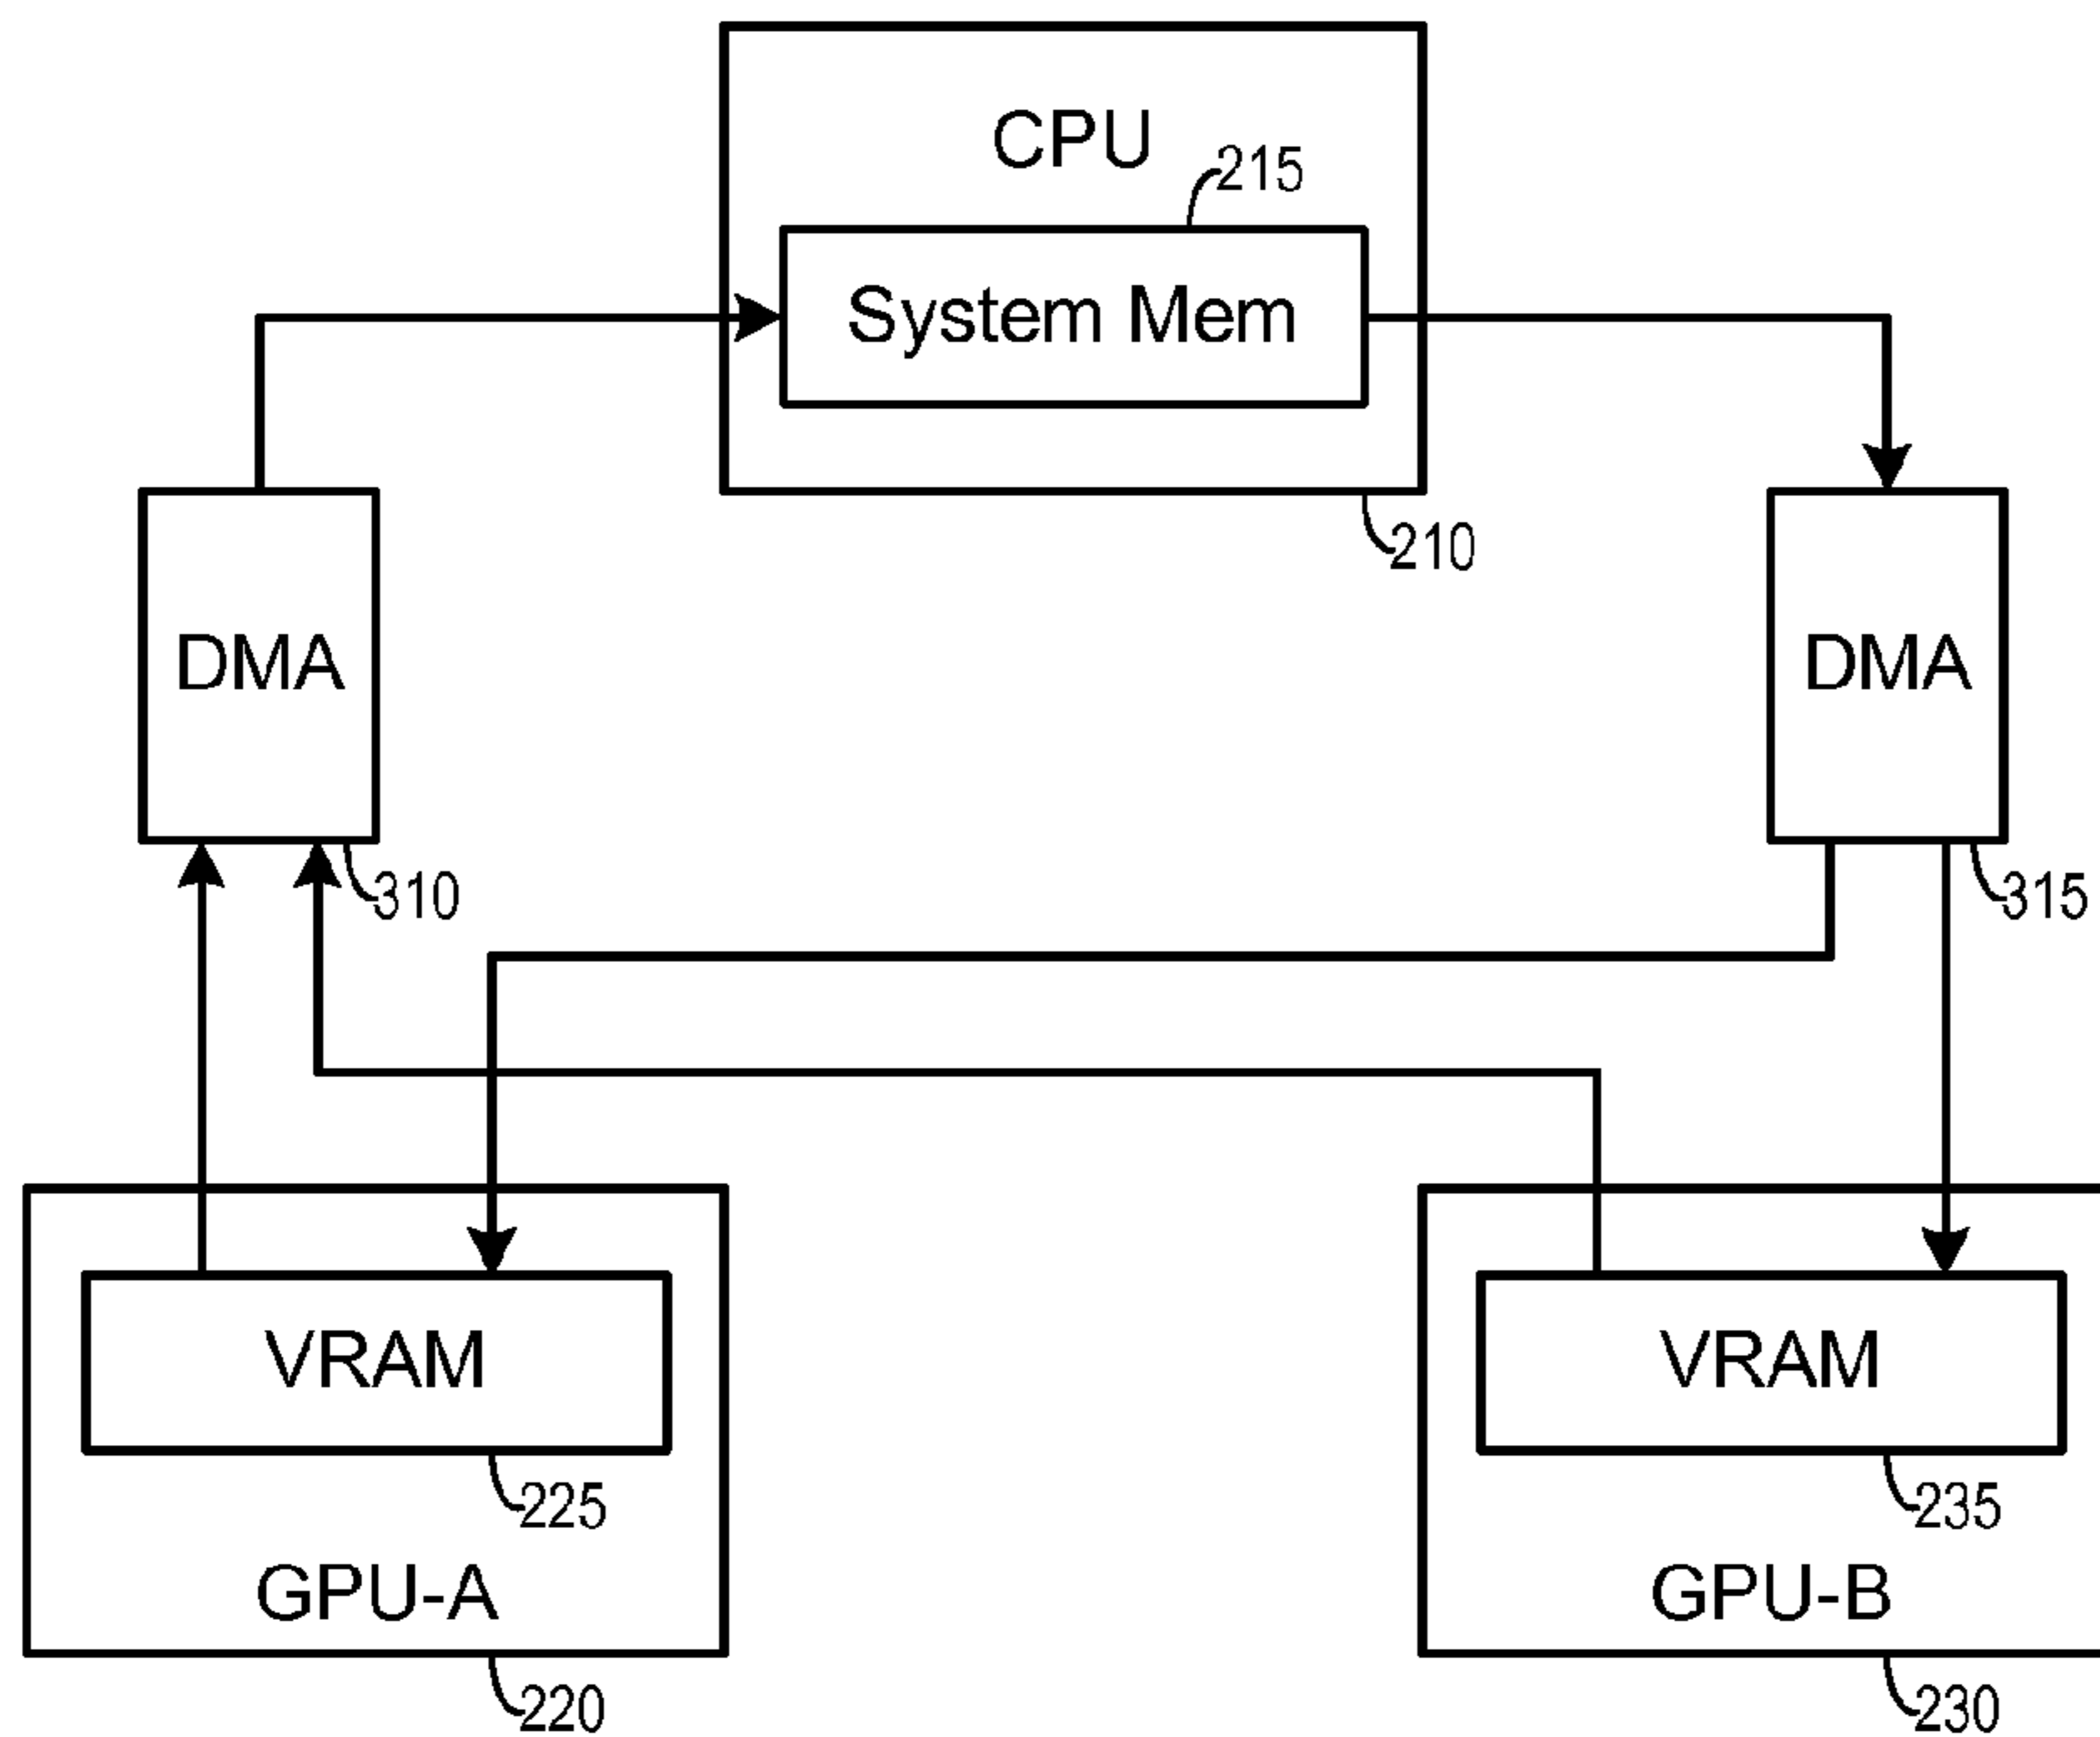 CPU
215
System Mem
210
DMA
DMA
310
315
VRAM
VRAM
225
235
GPU-A
GPU-B
220
230